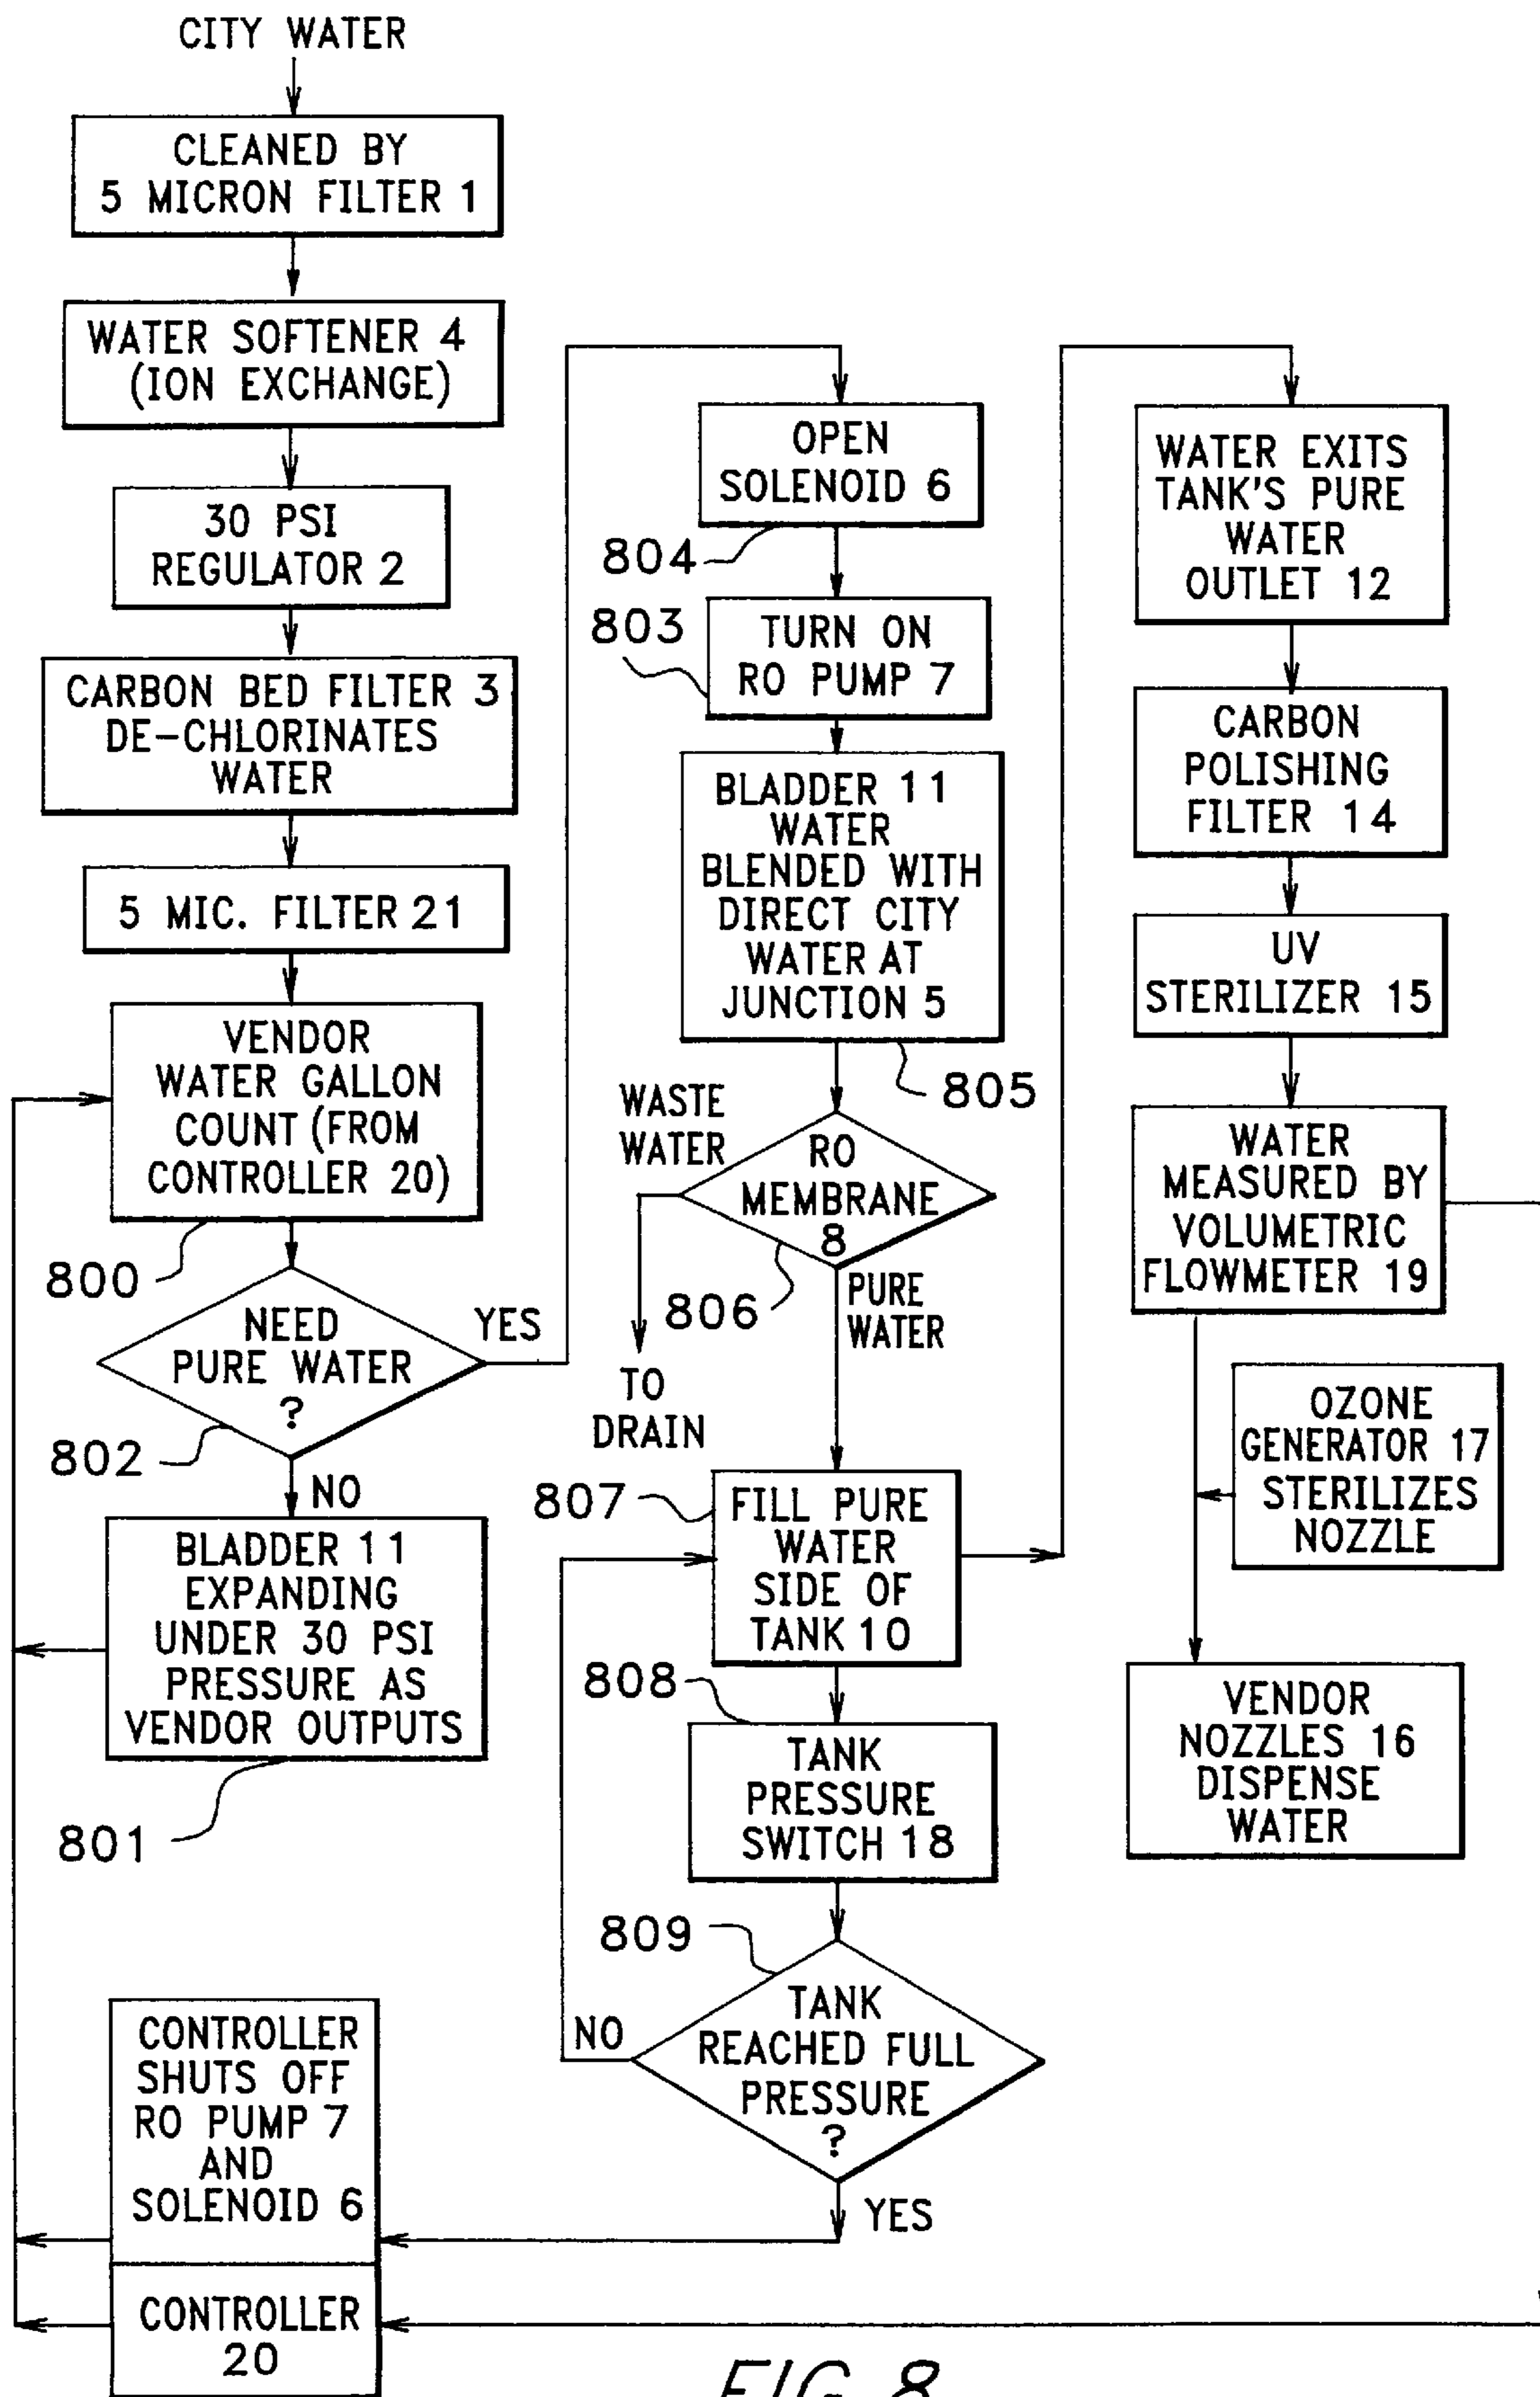 CITY WATER
CLEANED BY
5 MICRON FILTER 1
WATER SOFTENER 4
(ION EXCHANGE)
30 PSI
REGULATOR 2
CARBON BED FILTER 3
DE-CHLORINATES
WATER
5 MIC. FILTER 21
VENDOR
WATER GALLON
COUNT (FROM
CONTROLLER 20)
800
NEED
PURE WATER
?
YES
802
NO
BLADDER 11
EXPANDING
UNDER 30 PSI
PRESSURE AS
VENDOR OUTPUTS
801
CONTROLLER
SHUTS OFF
RO PUMP 7
AND
SOLENOID 6
CONTROLLER
20
OPEN
SOLENOID 6
804
803
TURN ON
RO PUMP 7
BLADDER 11
WATER
BLENDED WITH
DIRECT CITY
WATER AT
JUNCTION 5
805
WASTE
WATER
RO
MEMBRANE
8
806
PURE
WATER
TO
DRAIN
807
FILL PURE
WATER
SIDE OF
TANK 10
808
TANK
PRESSURE
SWITCH 18
809
TANK
REACHED FULL
PRESSURE
?
NO
YES
WATER EXITS
TANK'S PURE
WATER
OUTLET 12
CARBON
POLISHING
FILTER 14
UV
STERILIZER 15
WATER
MEASURED BY
VOLUMETRIC
FLOWMETER 19
OZONE
GENERATOR 17
STERILIZES
NOZZLE
VENDOR
NOZZLES 16
DISPENSE
WATER
FIG. 8